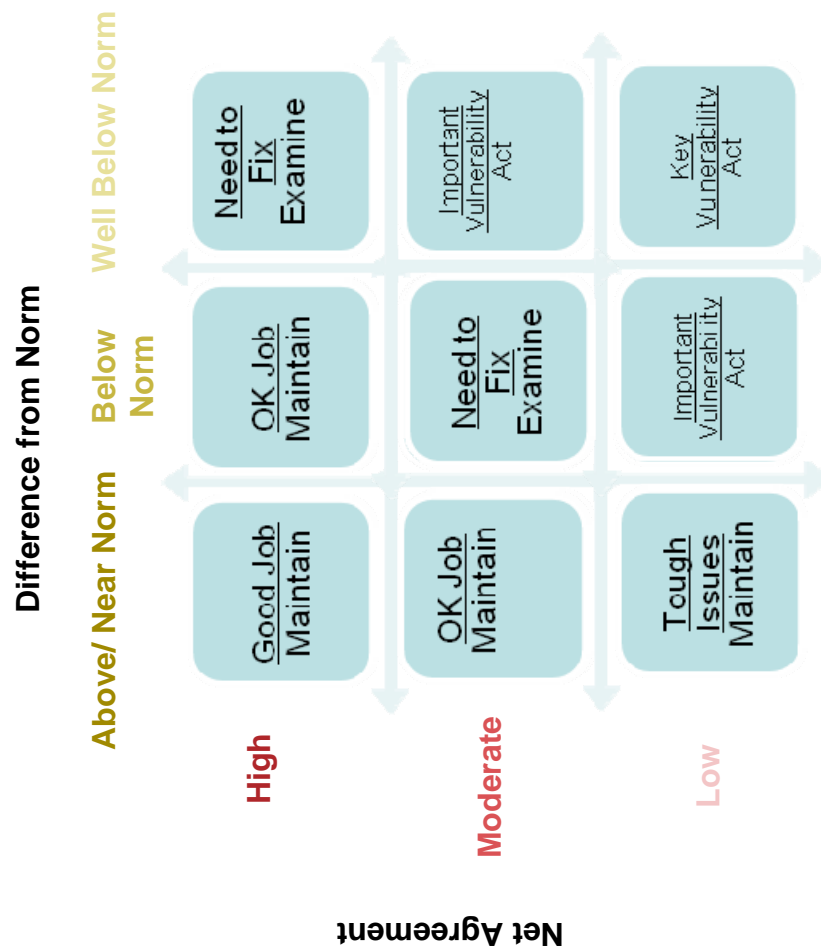 Difference from Norm
Above/ Near Norm
Below
Norm
Well Below Norm
Net Agreement
High
Good Job
Maintain
OK Job
Maintain
Need to
Fix
Examine
Moderate
OK Job
Maintain
Need to
Fix
Examine
Important
Vulnerability
Act
Low
Tough
Issues
Maintain
Important
Vulnerability
Act
Key
Vunerability
Act